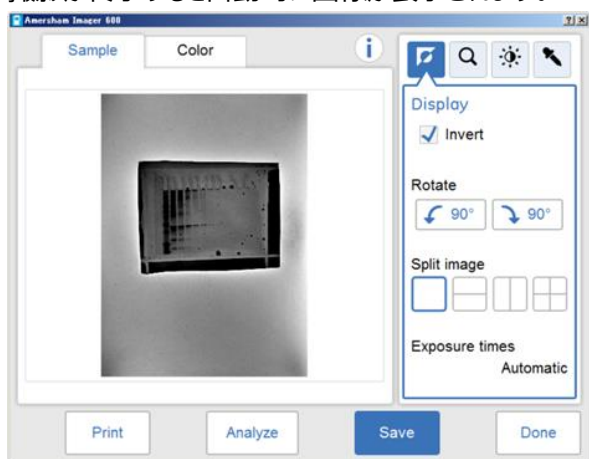 Amersham Imager 600
Sample
Color
i
Display
Invert
Rotate
90°
90°
Split image
Exposure times
Automatic
Print
Analyze
Save
Done